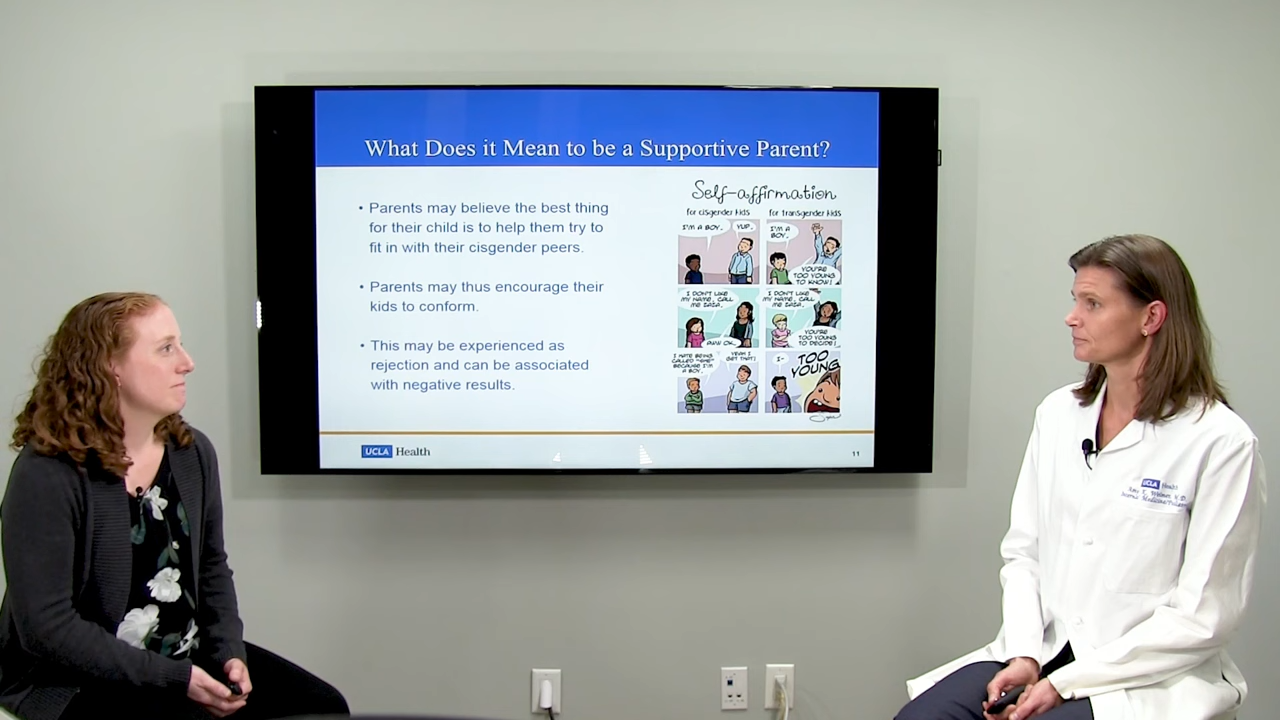 What Does it Mean to be a Supportive Parent?
• Parents may believe the best thing
for their child is to help them try to
fit in with their cisgender peers.
• Parents may thus encourage their
kids to conform.
• This may be experienced as
rejection and can be associated
with negative results.
Self-affirmation
for cisgender kids
for transgender kids
I'M A BOY.
YUP.
I'M A
BOY.
YOU'RE
TOO YOUNG
TO KNOW!
I DON'T LIKE
MY NAME, CALL
ME ZAZA.
AWW OK.
I DON'T LIKE
MY NAME, CALL
ME ZAZA.
YOU'RE
TOO YOUNG
TO DECIDE!
I HATE BEING
CALLED "SHE"
BECAUSE I'M
A BOY.
YEAH I
GET THAT!
I-
TOO
YOUNG
UCLA Health
11
UCLA Health
M.D.